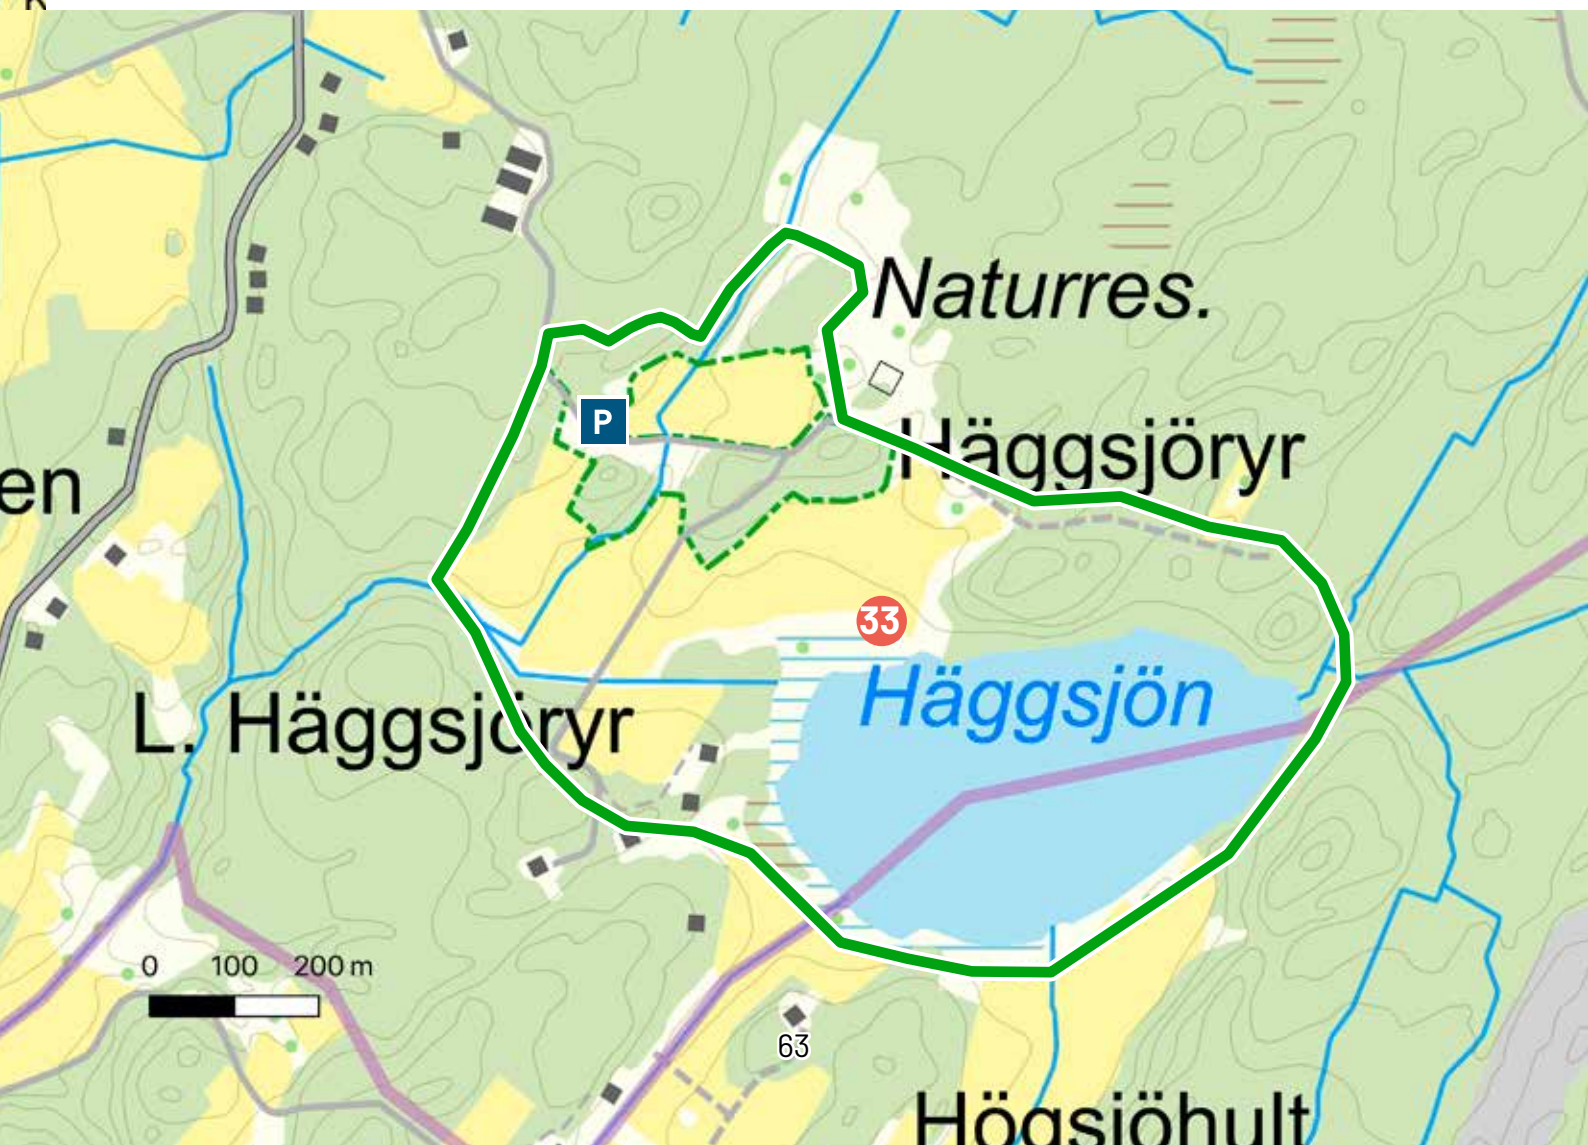 Naturres.
P
Häggsjöryr
en
33
Häggsjön
L. Häggsjöryr
0 100 200 m
63
Högsjöhult